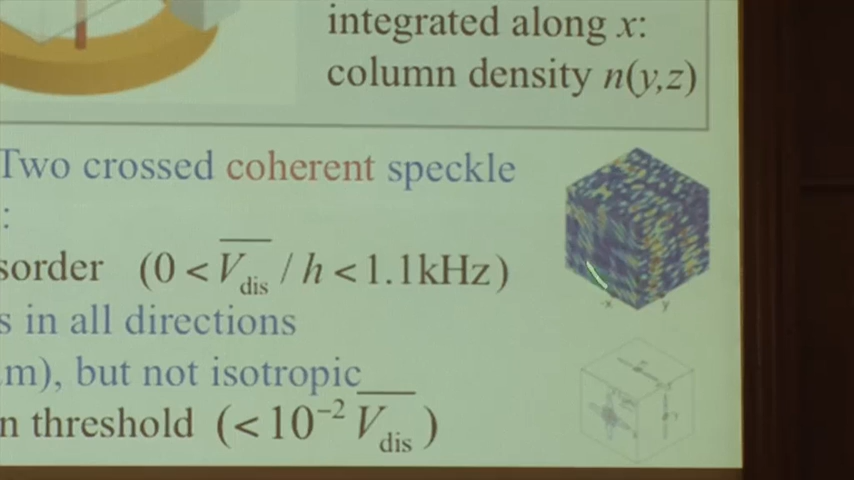 integrated along x:
column density n(y,z)
Two crossed coherent speckle
:
sorder (0 < V̅dis / h < 1.1kHz)
s in all directions
m), but not isotropic
n threshold (< 10⁻² V̅dis)
x
y